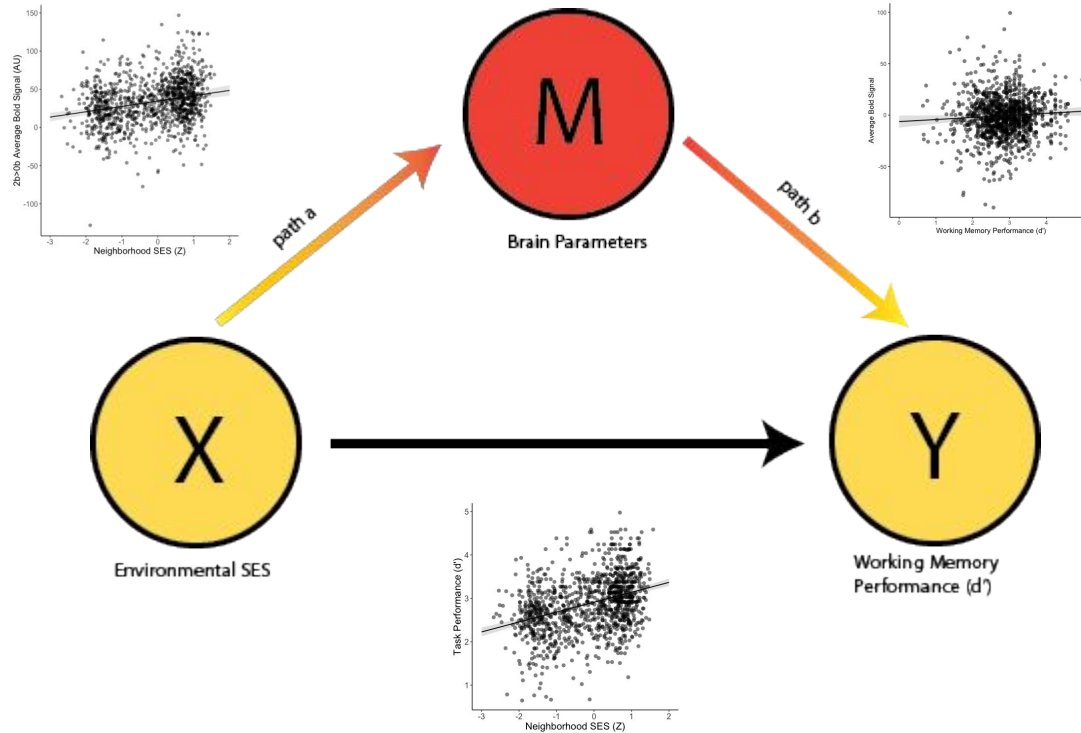 150
100
50
0
-50
-100
2b>0b Average Bold Signal (AU)
-3 -2 -1 0 1 2
Neighborhood SES (Z)
M
Brain Parameters
100
50
0
-50
Average Bold Signal
0 1 2 3 4
Working Memory Performance (d')
path a
path b
X
Environmental SES
Y
Working Memory
Performance (d')
5
4
3
2
1
Task Performance (d')
-3 -2 -1 0 1 2
Neighborhood SES (Z)